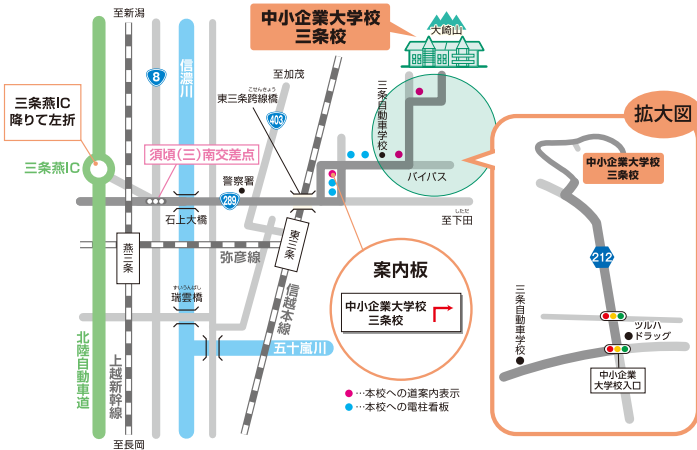 至新潟
中小企業大学校
三条校
大崎山
8
信濃川
至加茂
こせんきょう
東三条跨線橋
三条自動車学校
403
三条燕IC
降りて左折
三条燕IC
須頃(三)南交差点
警察署
289
バイパス
石上大橋
しただ
至下田
燕三条
弥彦線
東三条
ずいうんばし
瑞雲橋
信越本線
五十嵐川
北陸自動車道
上越新幹線
至長岡
案内板
中小企業大学校
三条校
●…本校への道案内表示
●…本校への電柱看板
拡大図
中小企業大学校
三条校
212
三条自動車学校
ツルハ
ドラッグ
中小企業
大学校入口